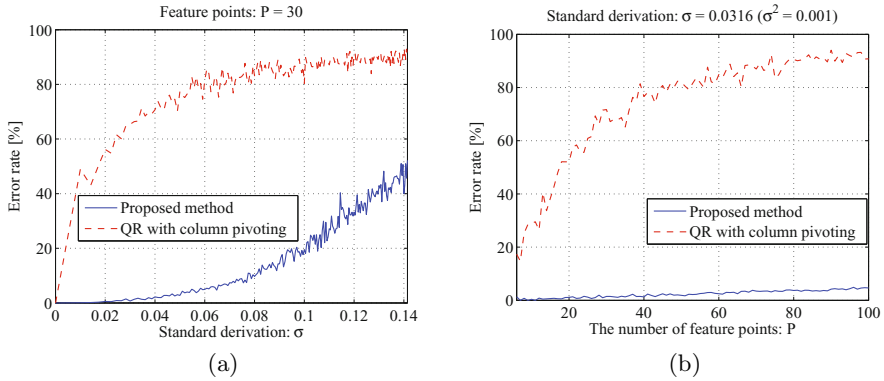 Feature points: P = 30
100
80
60
40
20
0
Error rate [%]
Proposed method
QR with column pivoting
0 0.02 0.04 0.06 0.08 0.1 0.12 0.14
Standard derivation: σ
(a)
Standard derivation: σ = 0.0316 (σ² = 0.001)
100
80
60
40
20
0
Error rate [%]
Proposed method
QR with column pivoting
20 40 60 80 100
The number of feature points: P
(b)